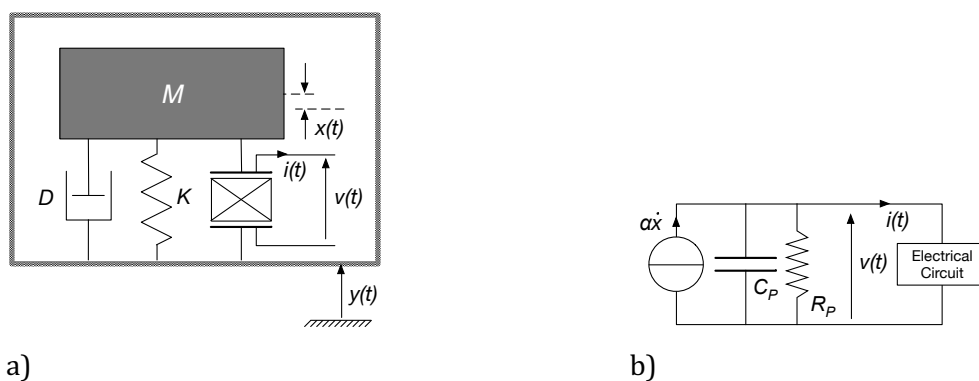 M
x(t)
i(t)
D
K
v(t)
y(t)
a)
αẋ
i(t)
C_P
R_P
v(t)
Electrical
Circuit
b)